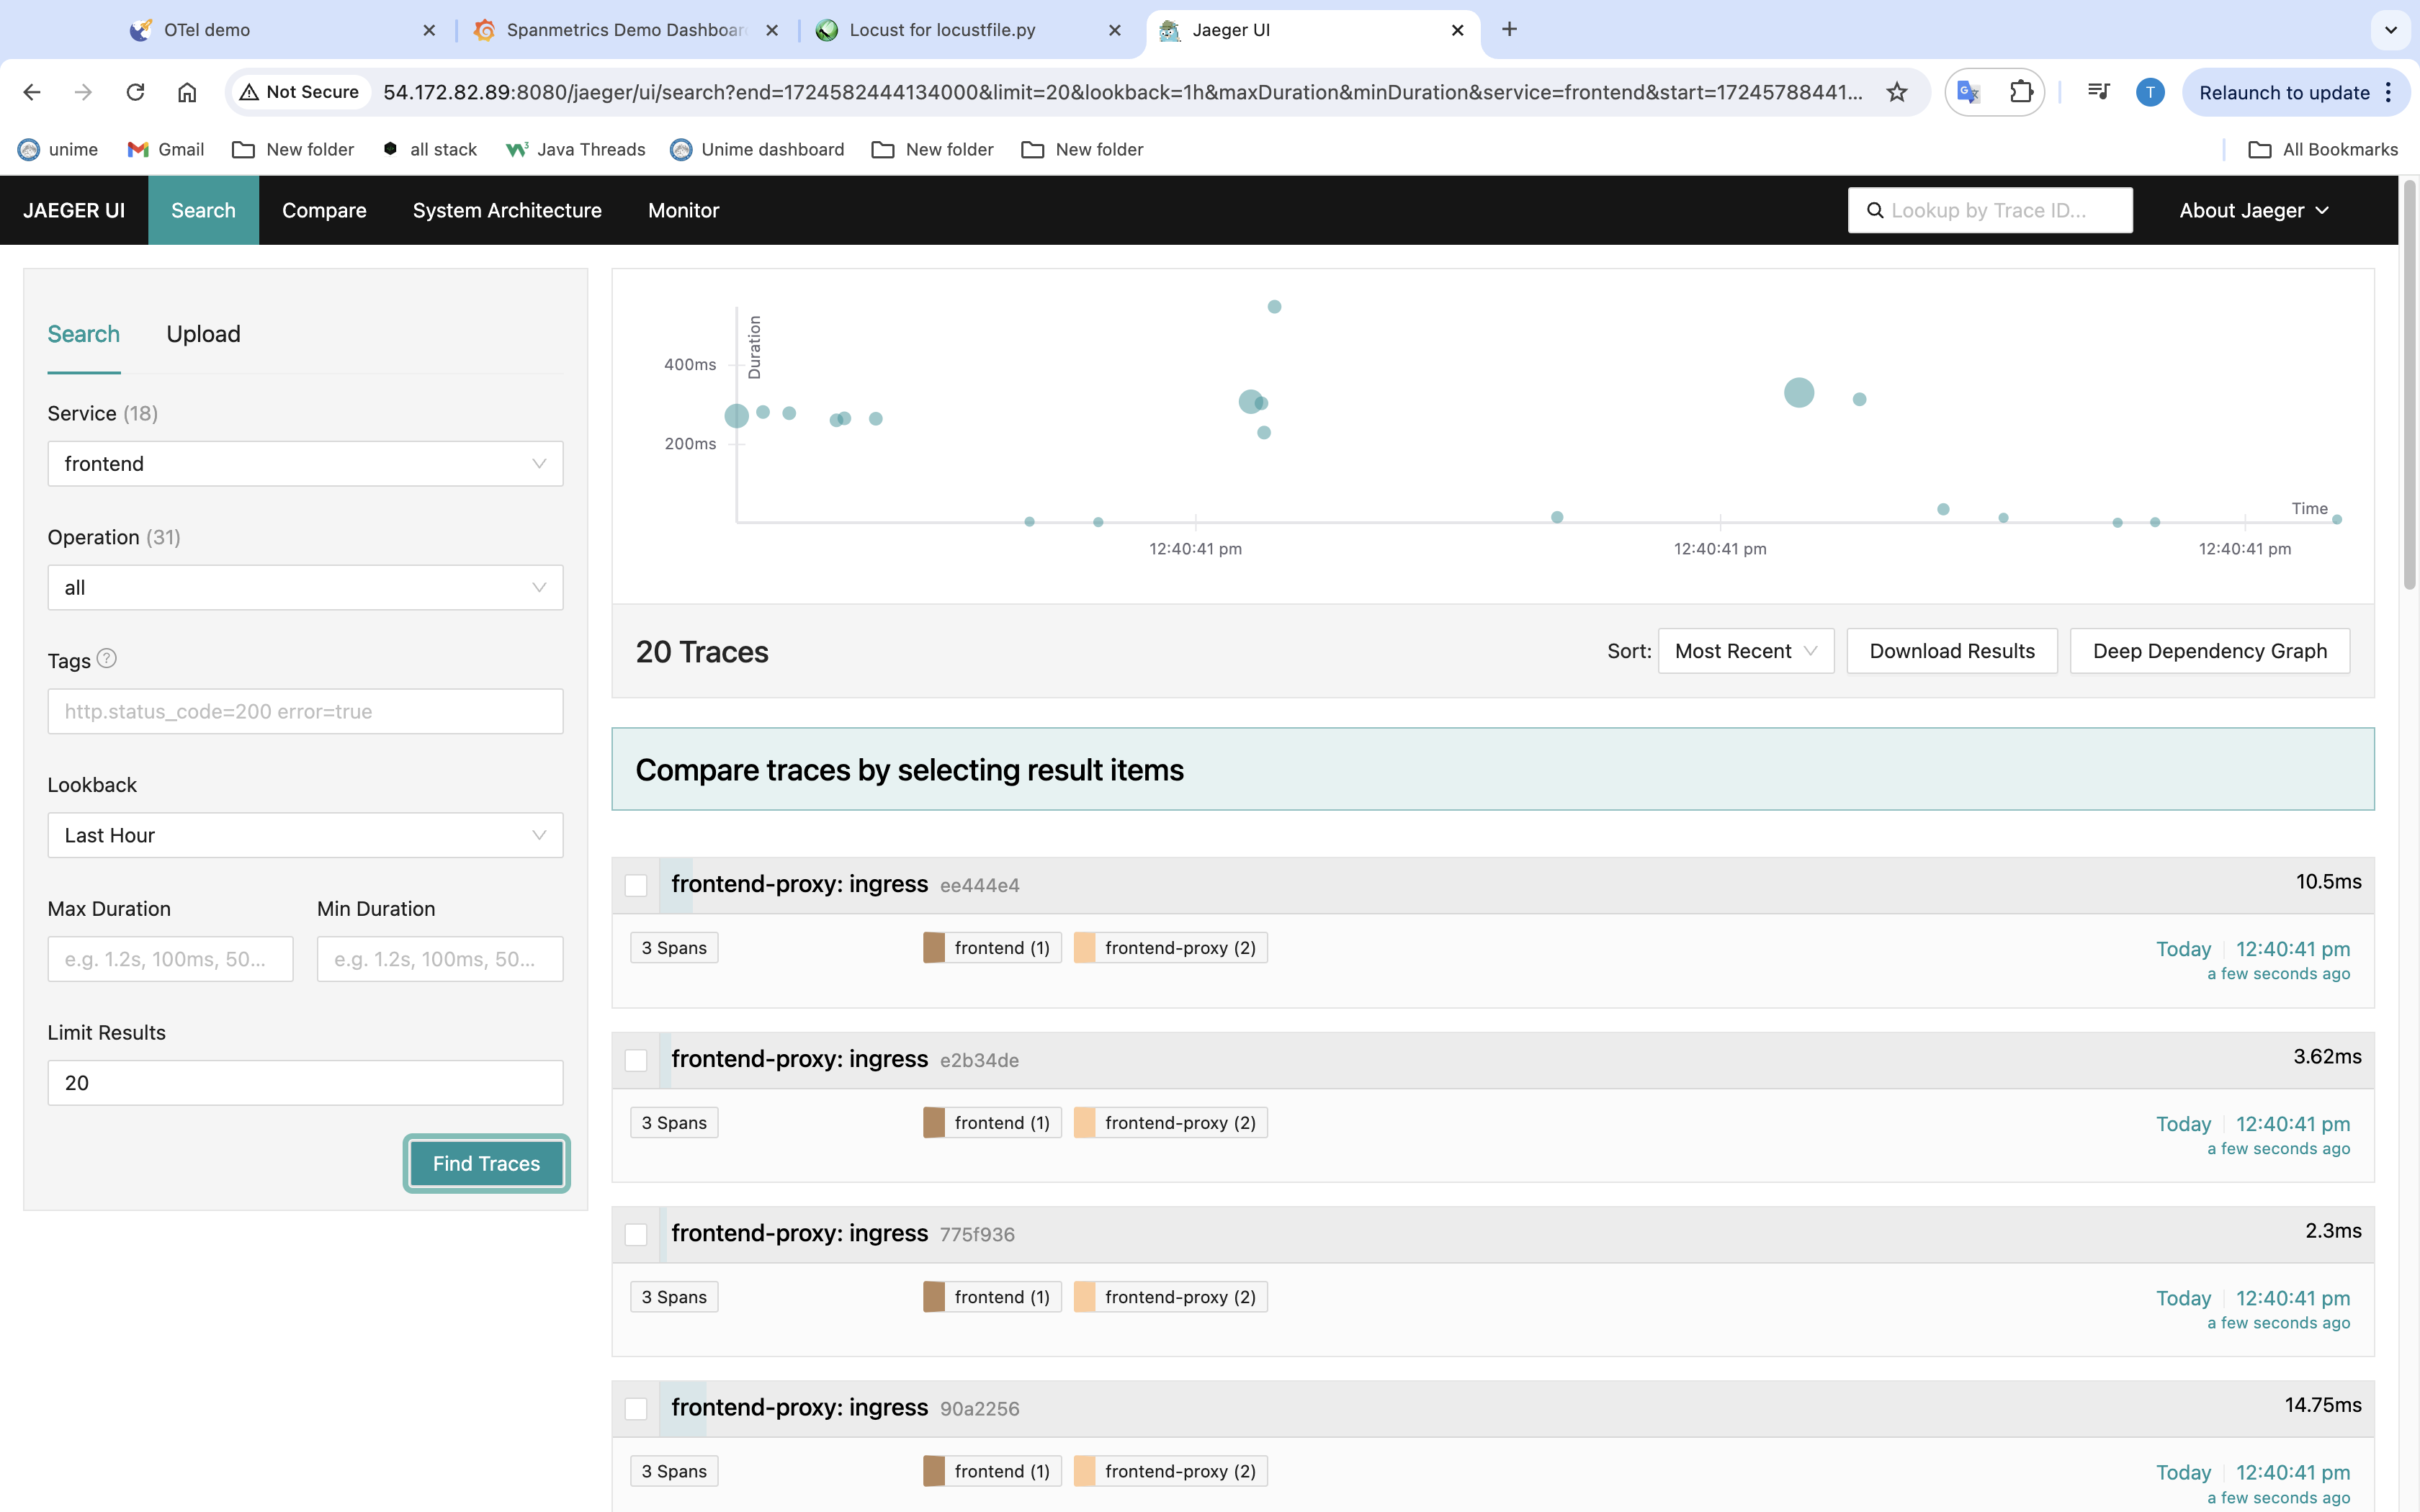 OTel demo
Spanmetrics Demo Dashboar
Locust for locustfile.py
Jaeger UI
Not Secure
54.172.82.89:8080/jaeger/ui/search?end=1724582444134000&limit=20&lookback=1h&maxDuration&minDuration&service=frontend&start=17245788441...
T
Relaunch to update
unime
Gmail
New folder
all stack
Java Threads
Unime dashboard
New folder
New folder
All Bookmarks
JAEGER UI
Search
Compare
System Architecture
Monitor
Lookup by Trace ID...
About Jaeger
Search
Upload
Service (18)
frontend
Operation (31)
all
Tags ?
http.status_code=200 error=true
Lookback
Last Hour
Max Duration
Min Duration
e.g. 1.2s, 100ms, 50...
e.g. 1.2s, 100ms, 50...
Limit Results
20
Find Traces
Duration
400ms
200ms
Time
12:40:41 pm
12:40:41 pm
12:40:41 pm
20 Traces
Sort:
Most Recent
Download Results
Deep Dependency Graph
Compare traces by selecting result items
frontend-proxy: ingress ee444e4
10.5ms
3 Spans
frontend (1)
frontend-proxy (2)
Today
12:40:41 pm
a few seconds ago
frontend-proxy: ingress e2b34de
3.62ms
3 Spans
frontend (1)
frontend-proxy (2)
Today
12:40:41 pm
a few seconds ago
frontend-proxy: ingress 775f936
2.3ms
3 Spans
frontend (1)
frontend-proxy (2)
Today
12:40:41 pm
a few seconds ago
frontend-proxy: ingress 90a2256
14.75ms
3 Spans
frontend (1)
frontend-proxy (2)
Today
12:40:41 pm
a few seconds ago